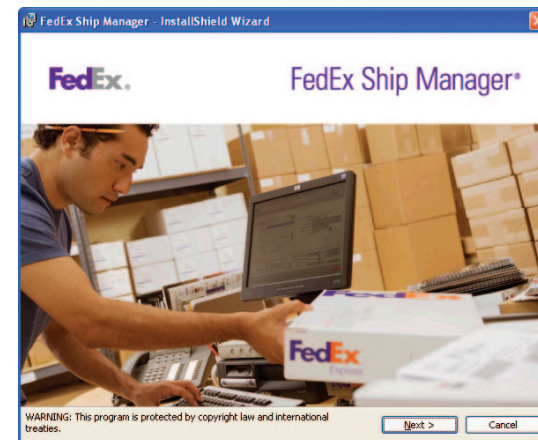 FedEx Ship Manager - InstallShield Wizard
FedEx® FedEx Ship Manager®
FedEx
FedEx
Express
WARNING: This program is protected by copyright law and international
treaties.
Next > Cancel